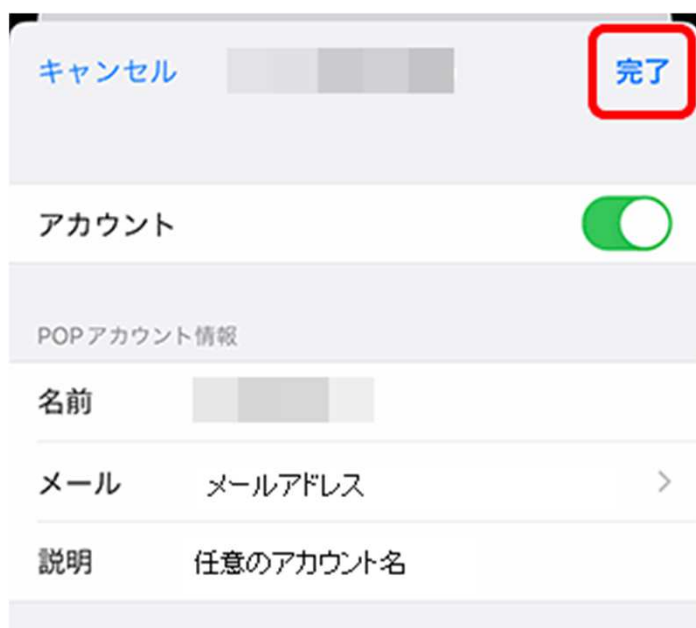 キャンセル 完了
アカウント
POPアカウント情報
名前
メール メールアドレス
説明 任意のアカウント名